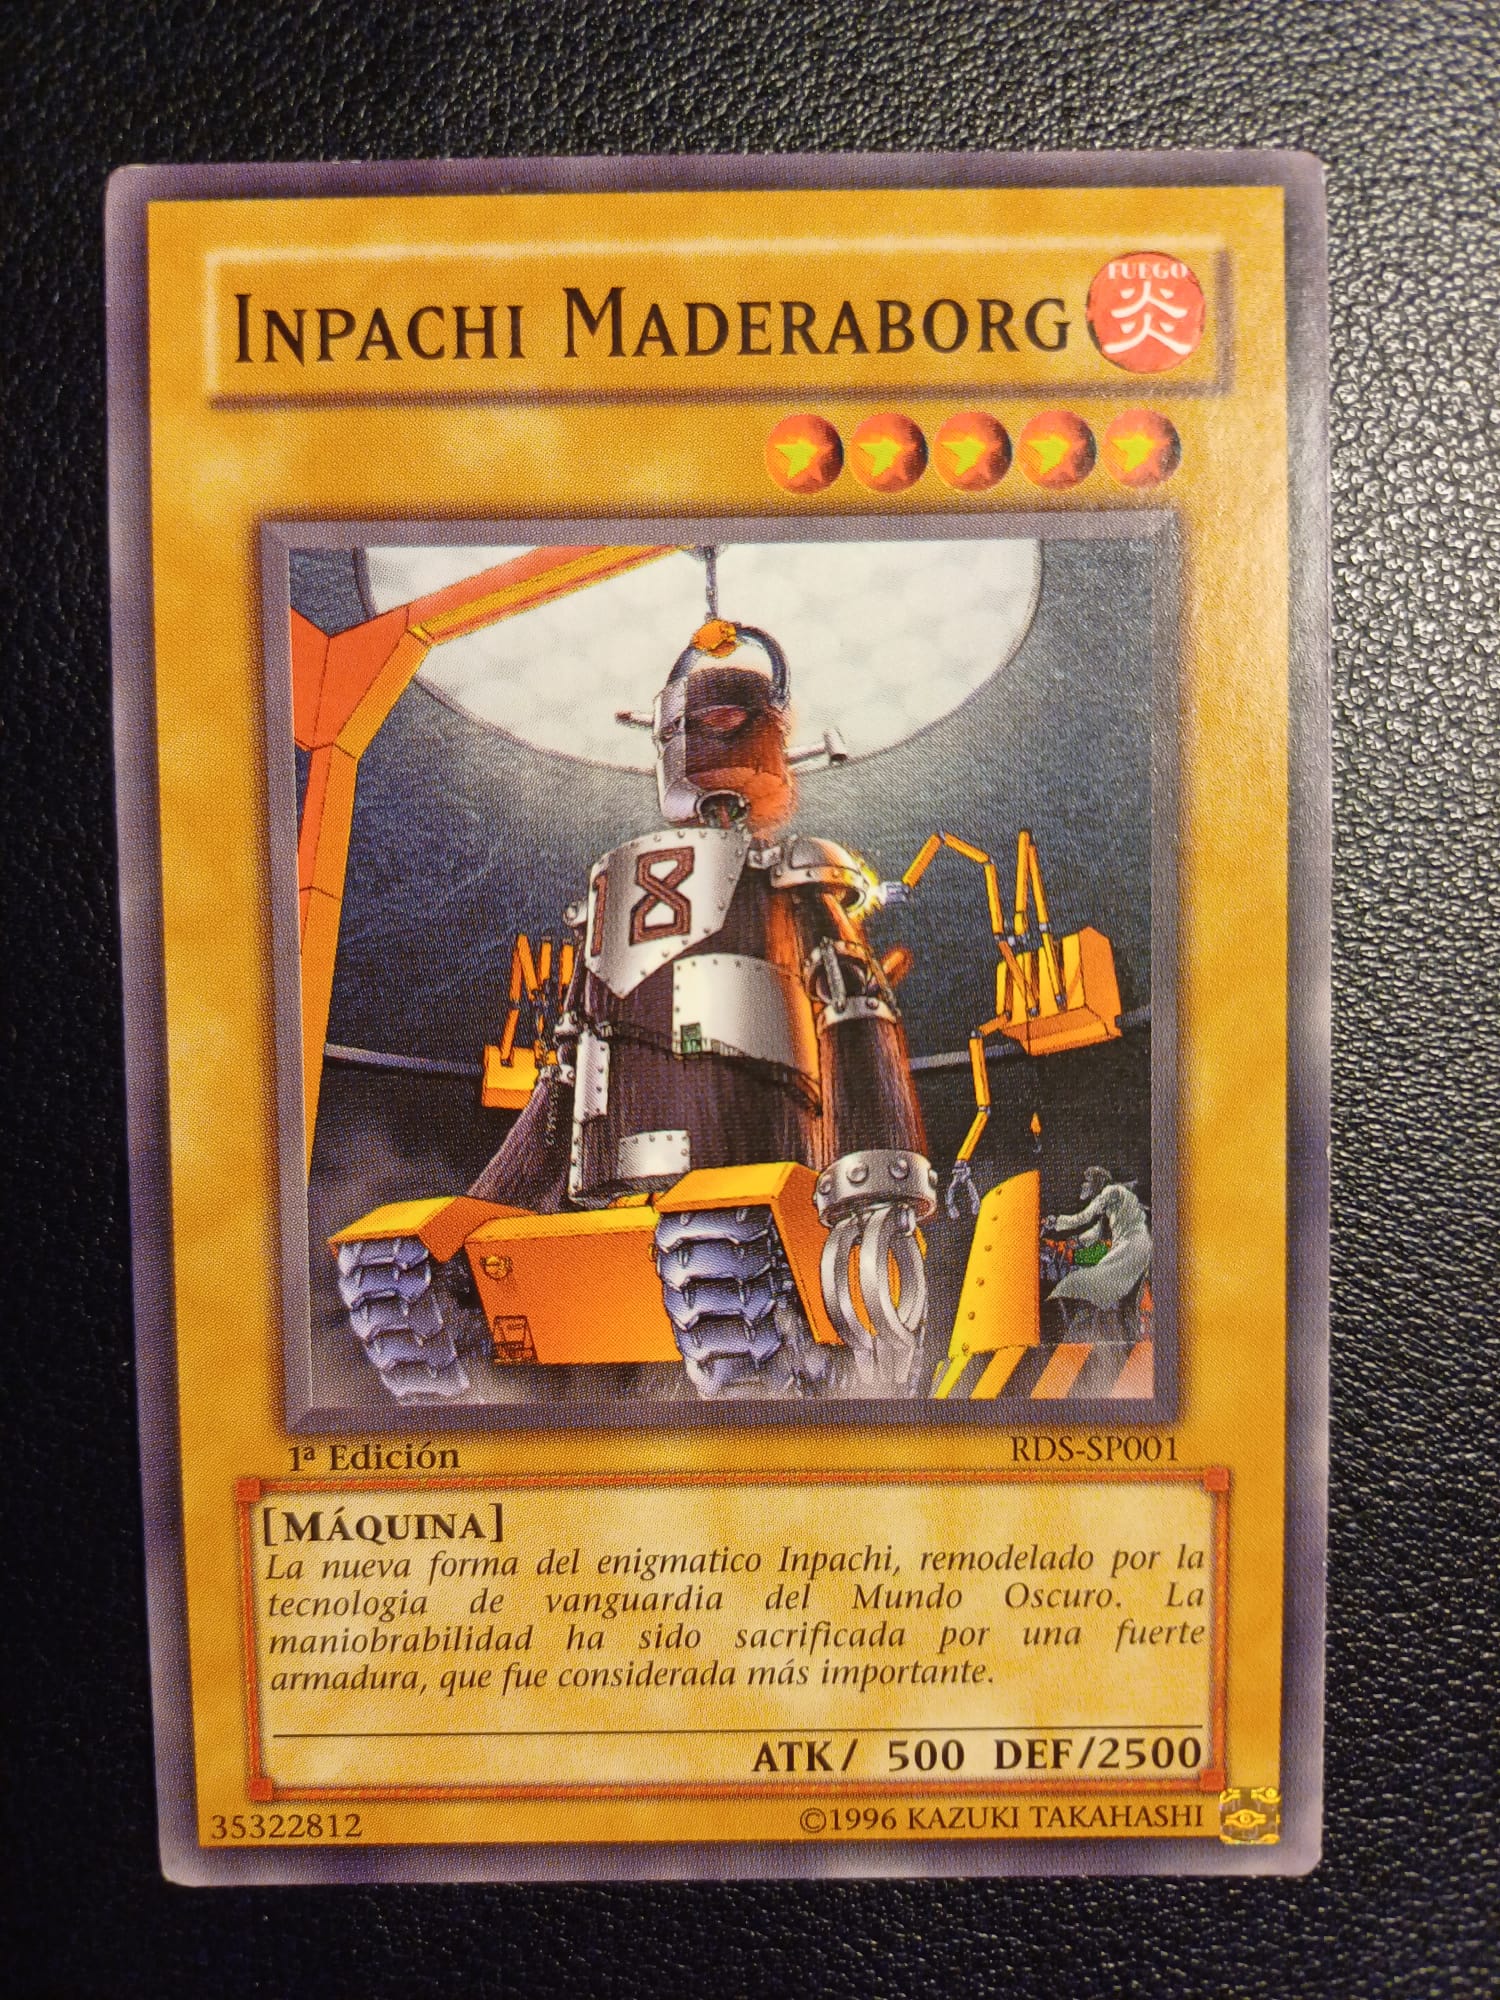 INPACHI MADERABORG
FUEGO
炎
18
1ª Edición
RDS-SP001
[MÁQUINA]
La nueva forma del enigmatico Inpachi, remodelado por la
tecnologia de vanguardia del Mundo Oscuro. La
maniobrabilidad ha sido sacrificada por una fuerte
armadura, que fue considerada más importante.
ATK/ 500 DEF/2500
35322812
©1996 KAZUKI TAKAHASHI